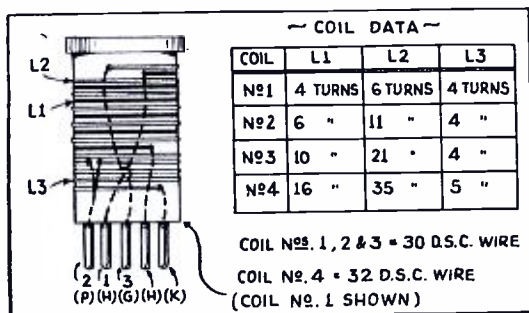 ~ COIL DATA ~
COIL L1 L2 L3
Nº1 4 TURNS 6 TURNS 4 TURNS
Nº2 6 " 11 " 4 "
Nº3 10 " 21 " 4 "
Nº4 16 " 35 " 5 "
COIL Nos. 1, 2 & 3 = 30 D.S.C. WIRE
COIL Nº. 4 = 32 D.S.C. WIRE
(COIL Nº. 1 SHOWN)
L2
L1
L3
(2 (1 (3
(P) (H) (G) (H) (K)